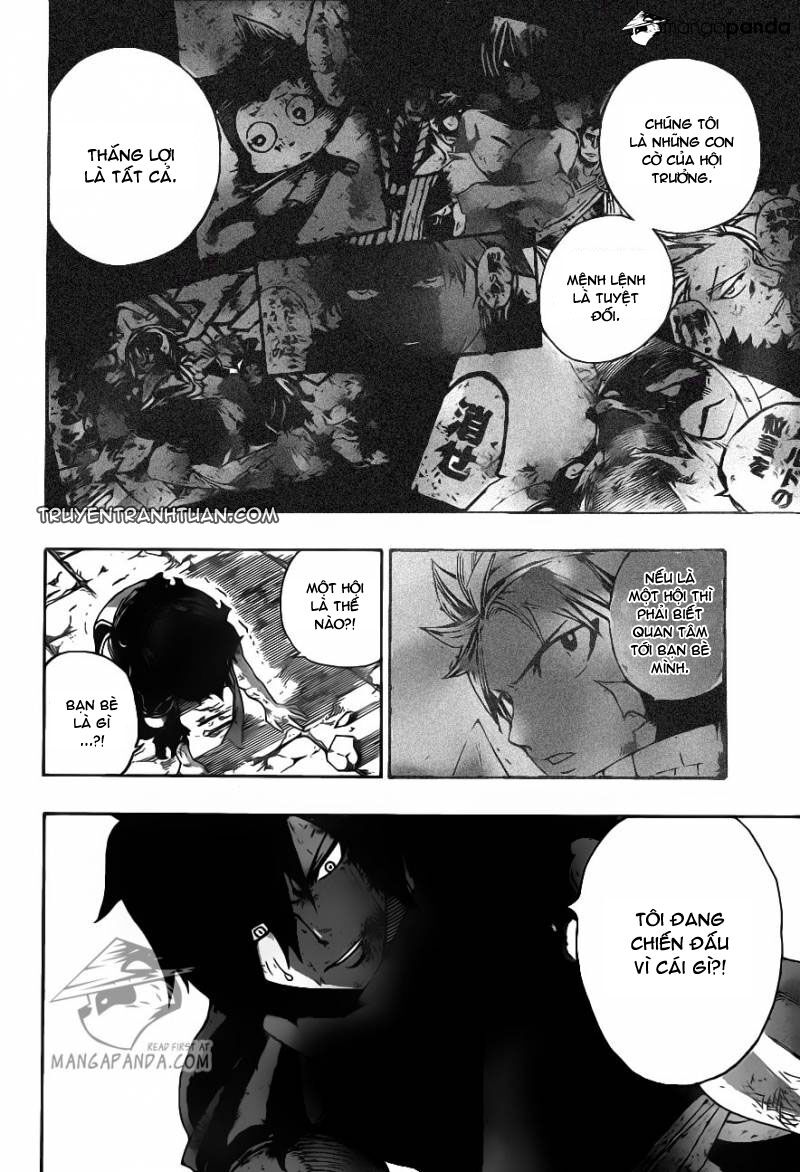 mangapanda
CHÚNG TÔI
LÀ NHỮNG CON
CỜ CỦA HỘI
TRƯỞNG.
MỆNH LỆNH
LÀ TUYỆT
ĐỐI.
THẮNG LỢI
LÀ TẤT CẢ.
消せ
TRUYENTRANHTUAN.COM
NẾU LÀ
MỘT HỘI THÌ
PHẢI BIẾT
QUAN TÂM
TỚI BẠN BÈ
MÌNH.
MỘT HỘI
LÀ THẾ
NÀO?!
BẠN BÈ
LÀ GÌ
...?!
TÔI ĐANG
CHIẾN ĐẤU
VÌ CÁI GÌ?!
READ FIRST AT
MANGAPANDA.COM